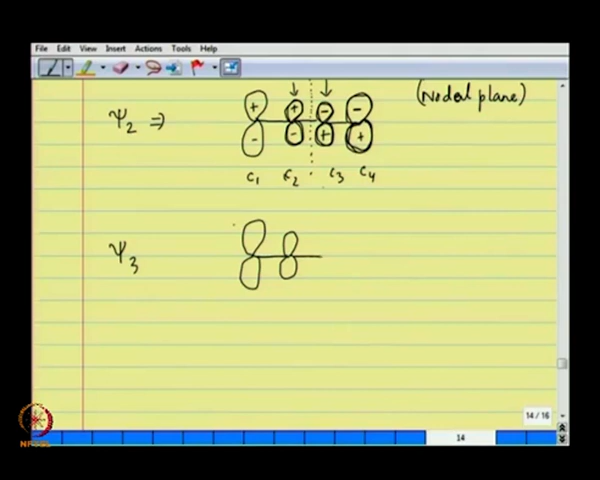 File Edit View Insert Actions Tools Help
(Nodal plane)
Ψ2 ⇒
+ + - -
- - + +
C1 C2 C3 C4
Ψ3
14 / 16
14
NPTEL